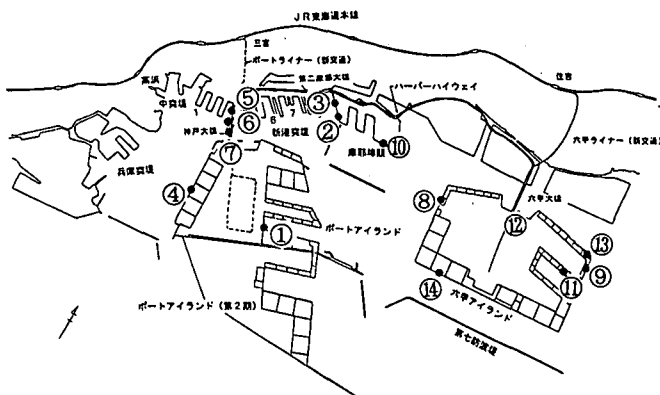 JR東海道本線
三宮
ポートライナー(新交通)
第二摩耶大橋
ハーバーハイウェイ
住吉
高浜
中突堤
⑤
③
1
⑥
6
7
新港突堤
②
神戸大橋
摩耶埠頭
⑩
六甲ライナー(新交通)
⑦
兵庫突堤
④
⑧
六甲大橋
⑫
①
ポートアイランド
⑬
⑨
⑪
⑭
六甲アイランド
ポートアイランド(第2期)
第七防波堤